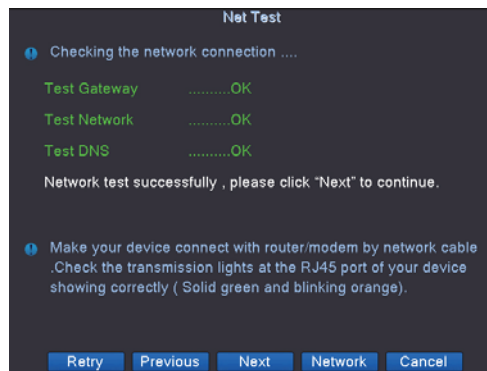 Net Test
Checking the network connection ....
Test Gateway ..........OK
Test Network ..........OK
Test DNS ..........OK
Network test successfully , please click “Next” to continue.
Make your device connect with router/modem by network cable
.Check the transmission lights at the RJ45 port of your device
showing correctly ( Solid green and blinking orange).
Retry Previous Next Network Cancel